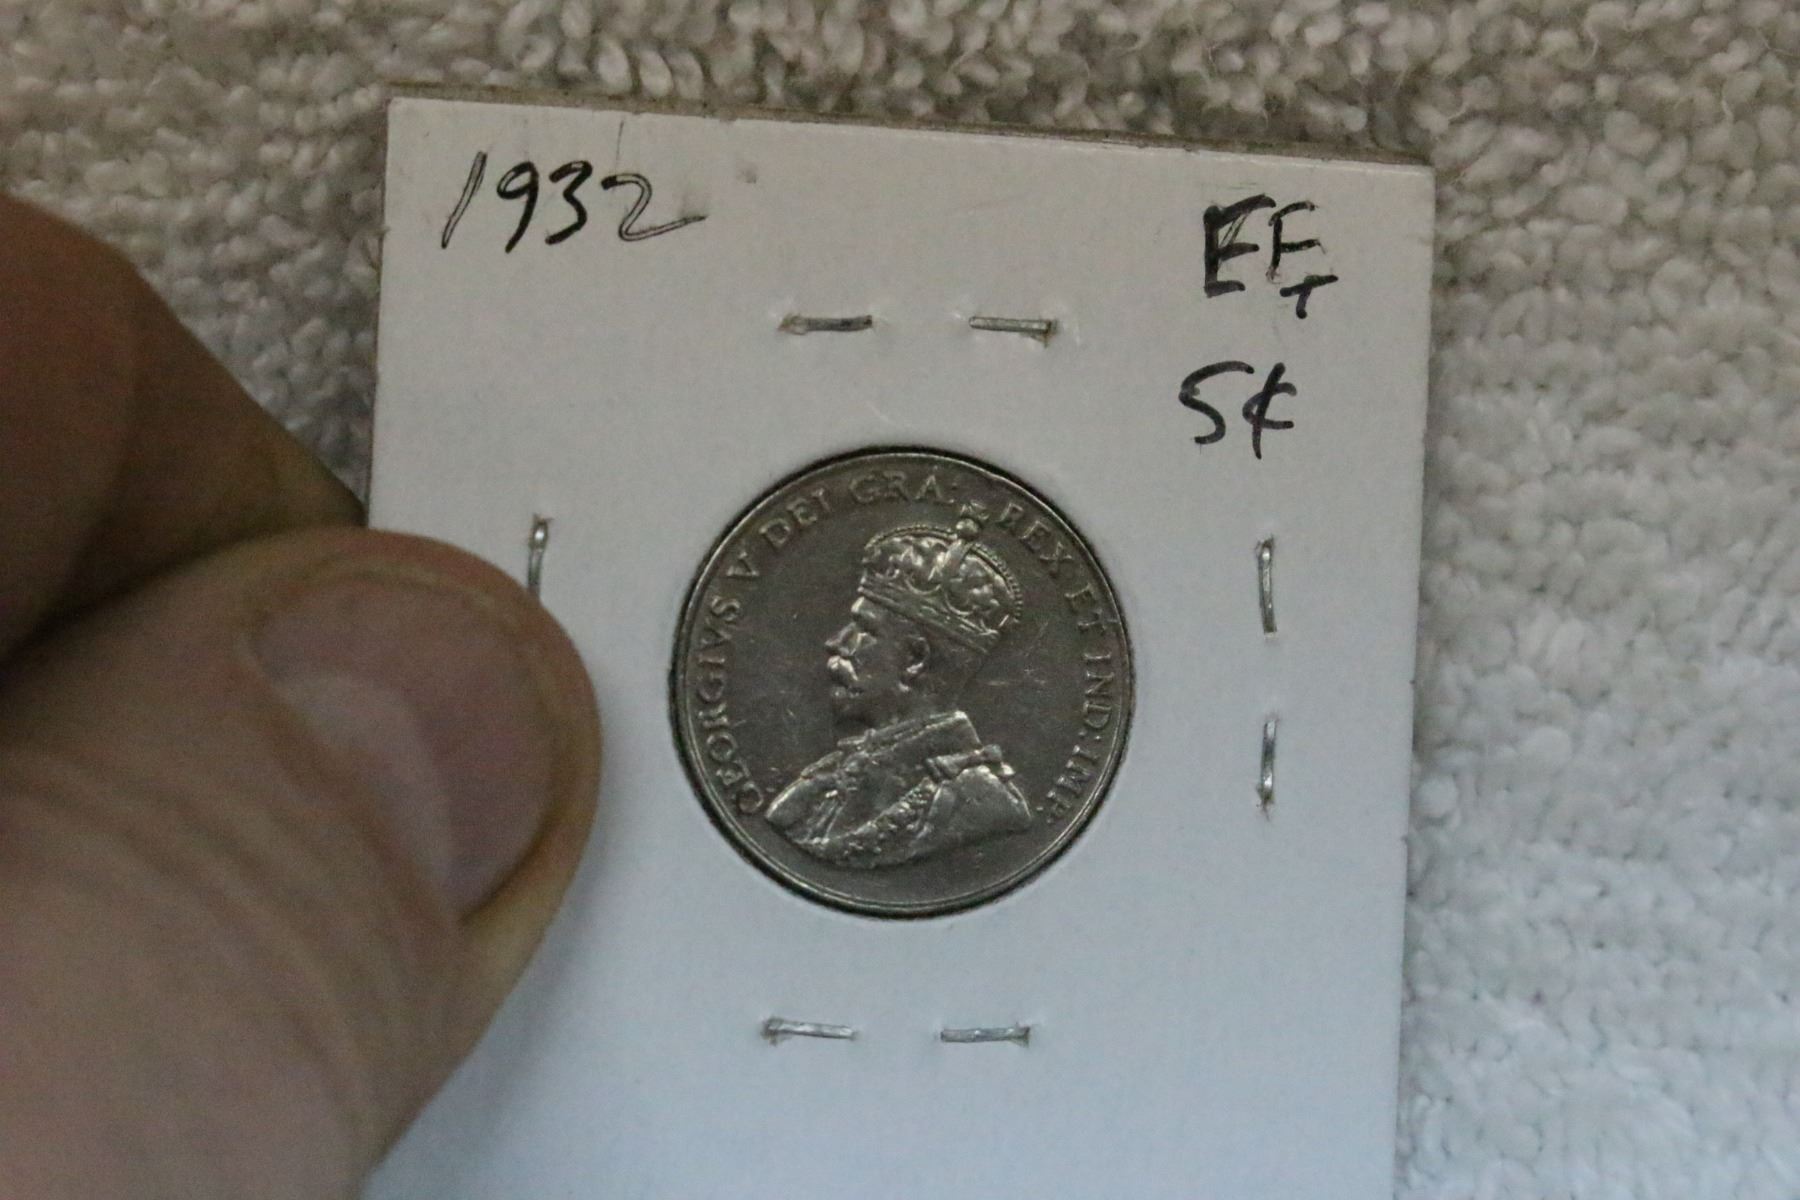 1932
EF+
5¢
GEORGIVS V DEI GRA: REX ET IND: IMP: